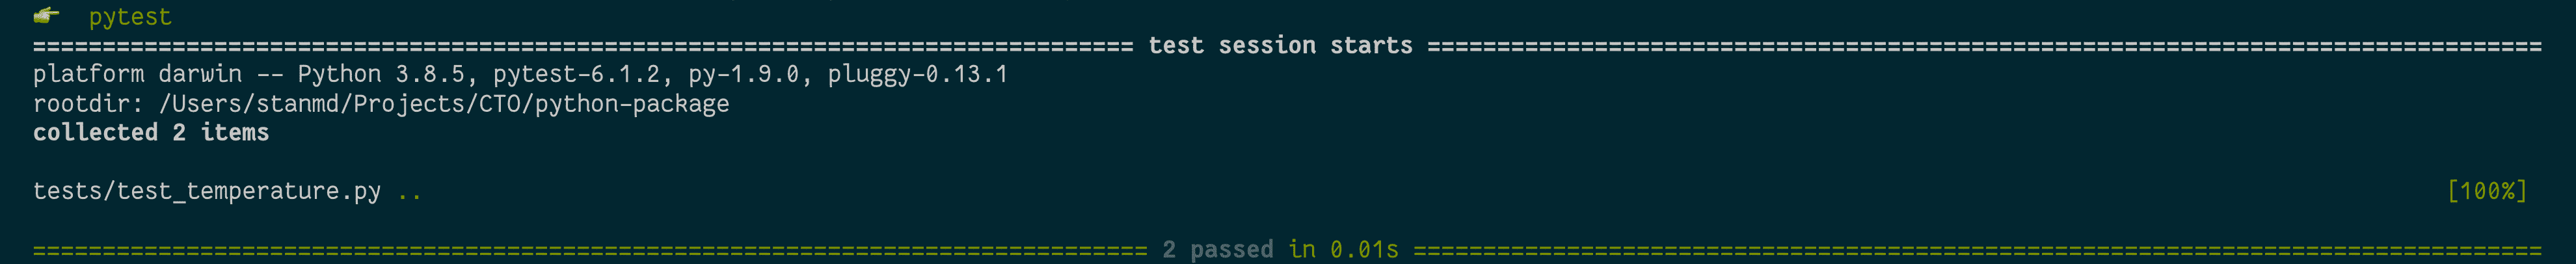 👉 pytest
=============================================================================== test session starts ================================================================================
platform darwin -- Python 3.8.5, pytest-6.1.2, py-1.9.0, pluggy-0.13.1
rootdir: /Users/stanmd/Projects/CTO/python-package
collected 2 items
tests/test_temperature.py .. [100%]
================================================================================ 2 passed in 0.01s =================================================================================